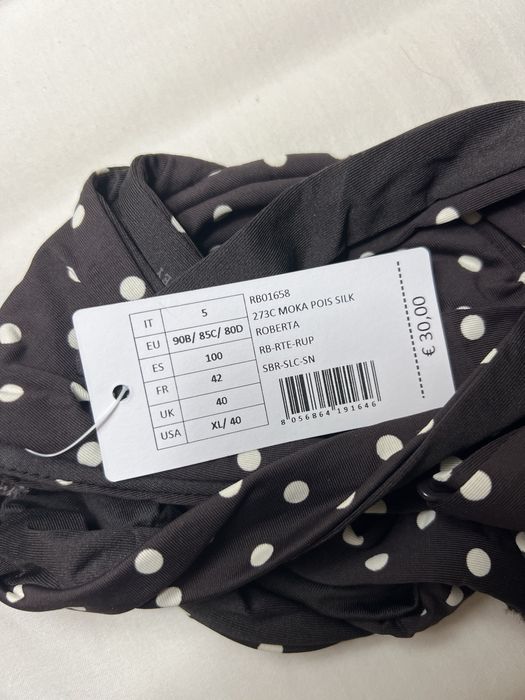 IT 5
EU 90B/ 85C/ 80D
ES 100
FR 42
UK 40
USA XL/ 40
RB01658
273C MOKA POIS SILK
ROBERTA
RB-RTE-RUP
SBR-SLC-SN
8 056864 191646
€ 30,00